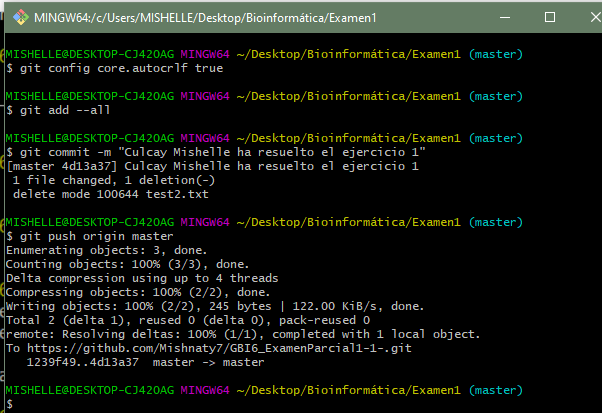 MINGW64:/c/Users/MISHELLE/Desktop/Bioinformática/Examen1
MISHELLE@DESKTOP-CJ42OAG MINGW64 ~/Desktop/Bioinformática/Examen1 (master)
$ git config core.autocrlf true
MISHELLE@DESKTOP-CJ42OAG MINGW64 ~/Desktop/Bioinformática/Examen1 (master)
$ git add --all
MISHELLE@DESKTOP-CJ42OAG MINGW64 ~/Desktop/Bioinformática/Examen1 (master)
$ git commit -m "Culcay Mishelle ha resuelto el ejercicio 1"
[master 4d13a37] Culcay Mishelle ha resuelto el ejercicio 1
 1 file changed, 1 deletion(-)
 delete mode 100644 test2.txt
MISHELLE@DESKTOP-CJ42OAG MINGW64 ~/Desktop/Bioinformática/Examen1 (master)
$ git push origin master
Enumerating objects: 3, done.
Counting objects: 100% (3/3), done.
Delta compression using up to 4 threads
Compressing objects: 100% (2/2), done.
Writing objects: 100% (2/2), 245 bytes | 122.00 KiB/s, done.
Total 2 (delta 1), reused 0 (delta 0), pack-reused 0
remote: Resolving deltas: 100% (1/1), completed with 1 local object.
To https://github.com/Mishnaty7/GBI6_ExamenParcial1-1-.git
   1239f49..4d13a37  master -> master
MISHELLE@DESKTOP-CJ42OAG MINGW64 ~/Desktop/Bioinformática/Examen1 (master)
$